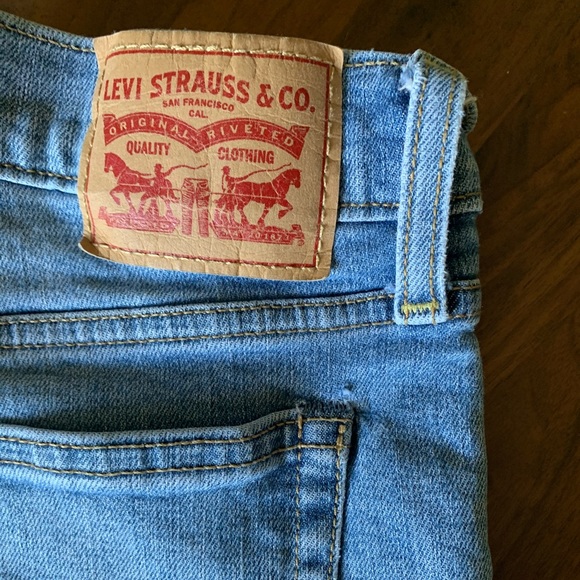 LEVI STRAUSS & CO.
SAN FRANCISCO
CAL.
ORIGINAL RIVETED
QUALITY CLOTHING